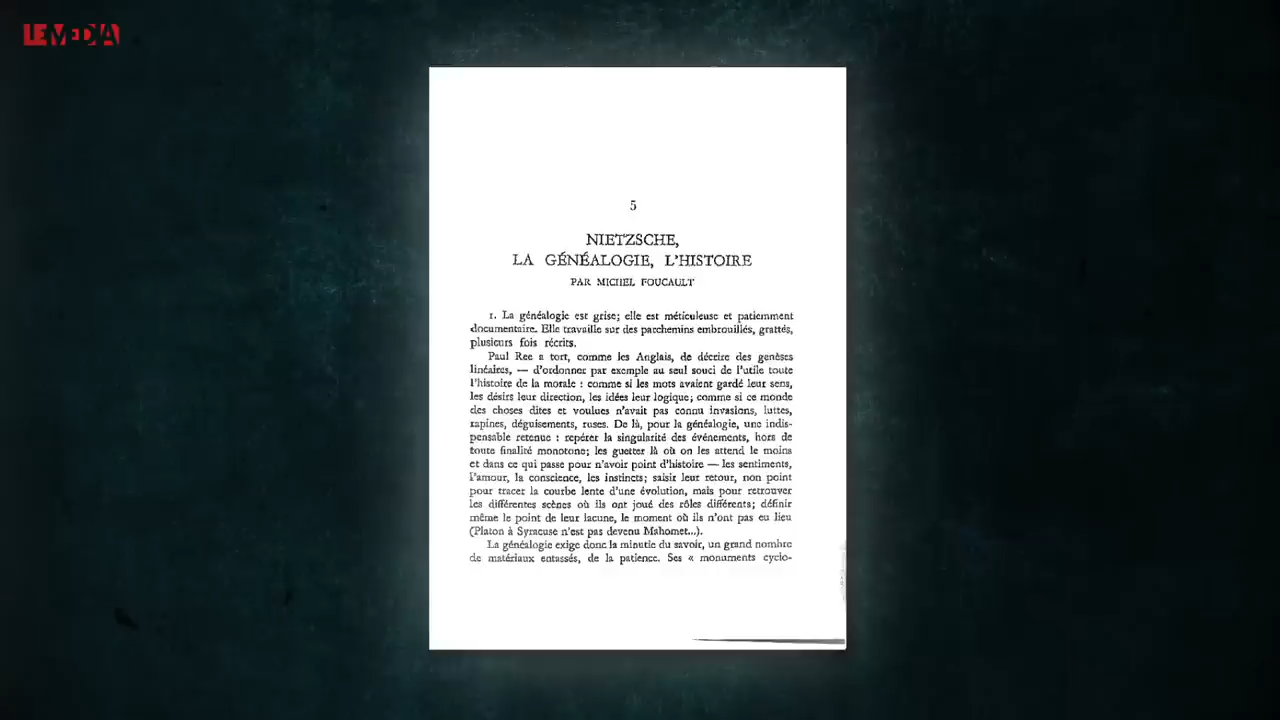 LEMEDIA
5
NIETZSCHE,
LA GÉNÉALOGIE, L'HISTOIRE
PAR MICHEL FOUCAULT
1. La généalogie est grise; elle est méticuleuse et patiemment
documentaire. Elle travaille sur des parchemins embrouillés, grattés,
plusieurs fois récrits.
Paul Ree a tort, comme les Anglais, de décrire des genèses
linéaires, — d'ordonner par exemple au seul souci de l'utile toute
l'histoire de la morale : comme si les mots avaient gardé leur sens,
les désirs leur direction, les idées leur logique; comme si ce monde
des choses dites et voulues n'avait pas connu invasions, luttes,
rapines, déguisements, ruses. De là, pour la généalogie, une indis-
pensable retenue : repérer la singularité des événements, hors de
toute finalité monotone; les guetter là où on les attend le moins
et dans ce qui passe pour n'avoir point d'histoire — les sentiments,
l'amour, la conscience, les instincts; saisir leur retour, non point
pour tracer la courbe lente d'une évolution, mais pour retrouver
les différentes scènes où ils ont joué des rôles différents; définir
même le point de leur lacune, le moment où ils n'ont pas eu lieu
(Platon à Syracuse n'est pas devenu Mahomet...).
La généalogie exige donc la minutie du savoir, un grand nombre
de matériaux entassés, de la patience. Ses « monuments cyclo-